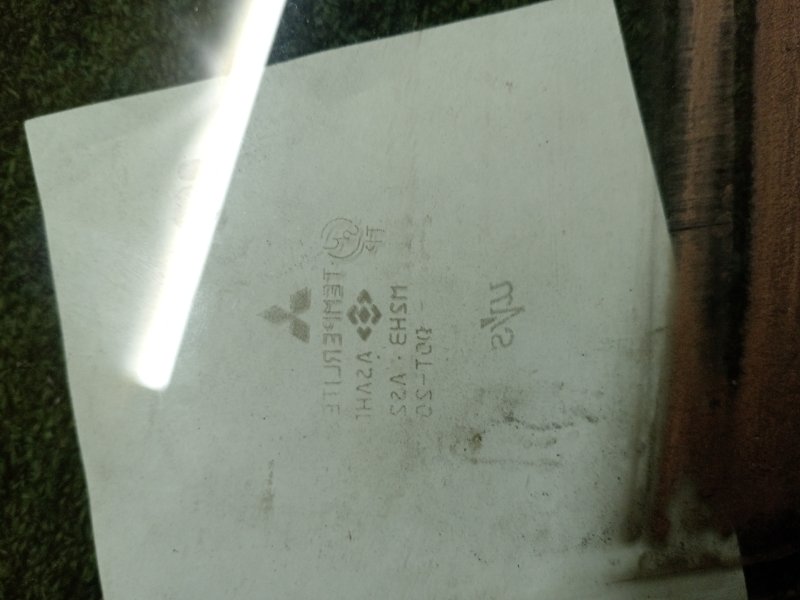 TEMPERLITE
ASAHI
M2H3 · AS2
DOT-20